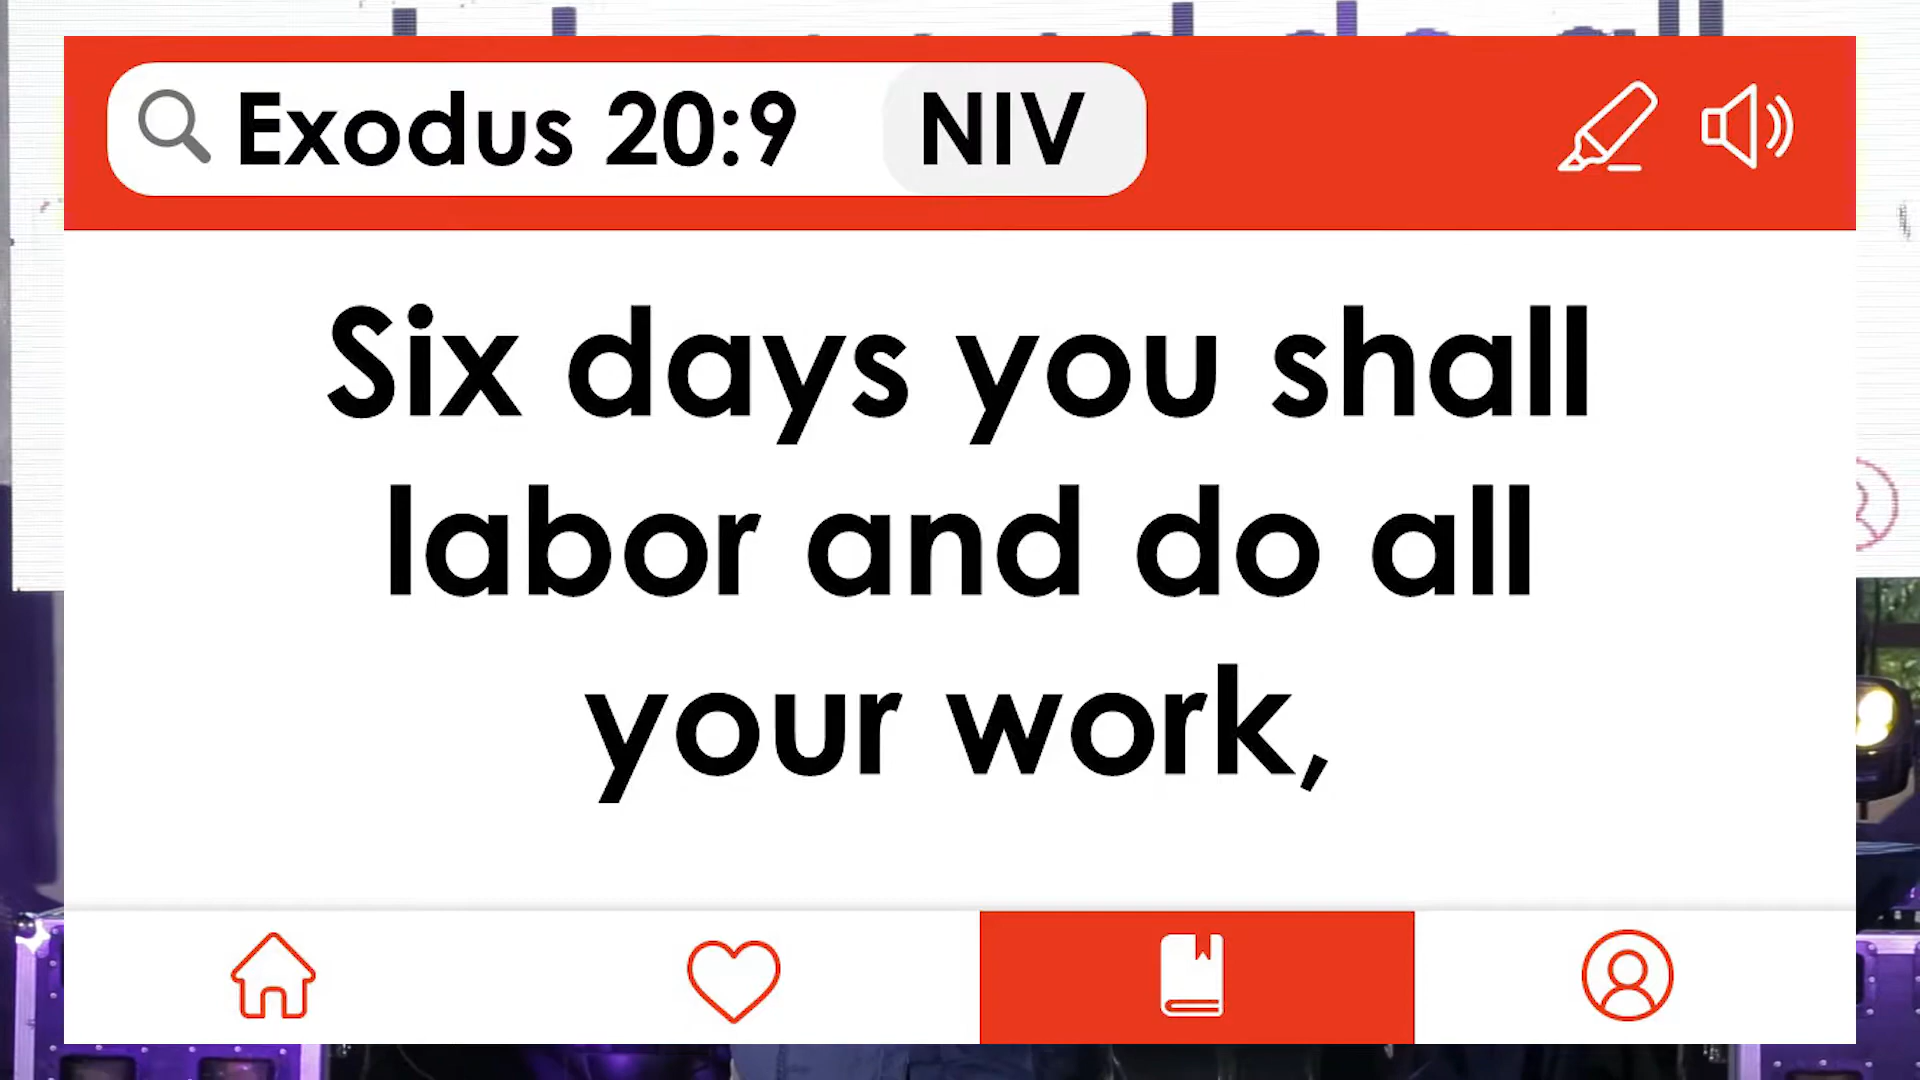 Exodus 20:9 NIV
Six days you shall
labor and do all
your work,